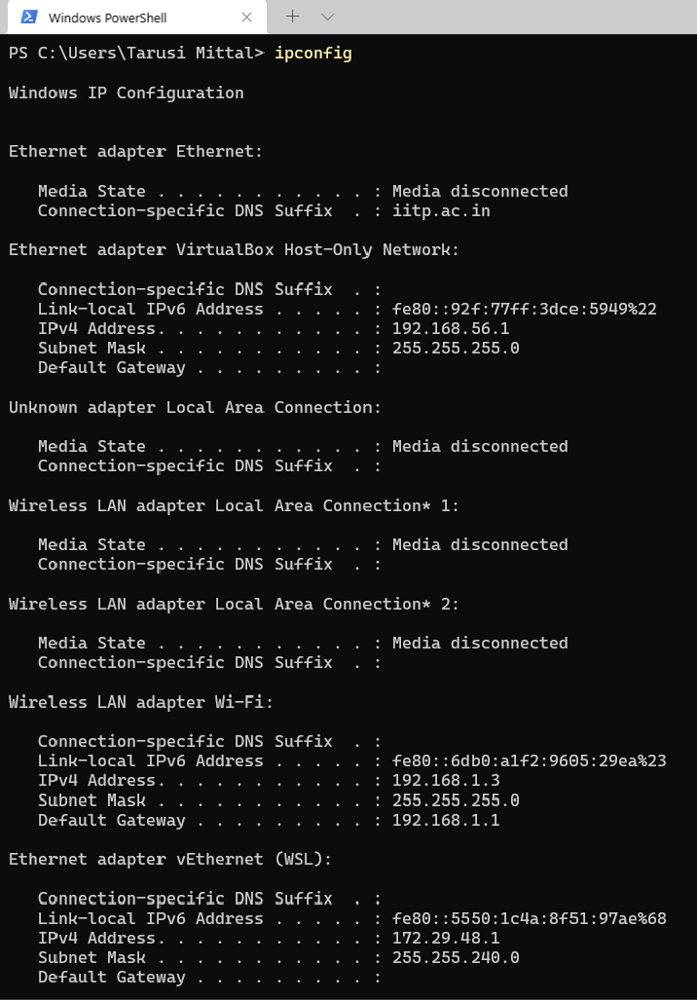 Windows PowerShell
PS C:\Users\Tarusi Mittal> ipconfig
Windows IP Configuration
Ethernet adapter Ethernet:
Media State . . . . . . . . . . . : Media disconnected
Connection-specific DNS Suffix . : iitp.ac.in
Ethernet adapter VirtualBox Host-Only Network:
Connection-specific DNS Suffix . :
Link-local IPv6 Address . . . . . : fe80::92f:77ff:3dce:5949%22
IPv4 Address. . . . . . . . . . . : 192.168.56.1
Subnet Mask . . . . . . . . . . . : 255.255.255.0
Default Gateway . . . . . . . . . :
Unknown adapter Local Area Connection:
Media State . . . . . . . . . . . : Media disconnected
Connection-specific DNS Suffix . :
Wireless LAN adapter Local Area Connection* 1:
Media State . . . . . . . . . . . : Media disconnected
Connection-specific DNS Suffix . :
Wireless LAN adapter Local Area Connection* 2:
Media State . . . . . . . . . . . : Media disconnected
Connection-specific DNS Suffix . :
Wireless LAN adapter Wi-Fi:
Connection-specific DNS Suffix . :
Link-local IPv6 Address . . . . . : fe80::6db0:a1f2:9605:29ea%23
IPv4 Address. . . . . . . . . . . : 192.168.1.3
Subnet Mask . . . . . . . . . . . : 255.255.255.0
Default Gateway . . . . . . . . . : 192.168.1.1
Ethernet adapter vEthernet (WSL):
Connection-specific DNS Suffix . :
Link-local IPv6 Address . . . . . : fe80::5550:1c4a:8f51:97ae%68
IPv4 Address. . . . . . . . . . . : 172.29.48.1
Subnet Mask . . . . . . . . . . . : 255.255.240.0
Default Gateway . . . . . . . . . :